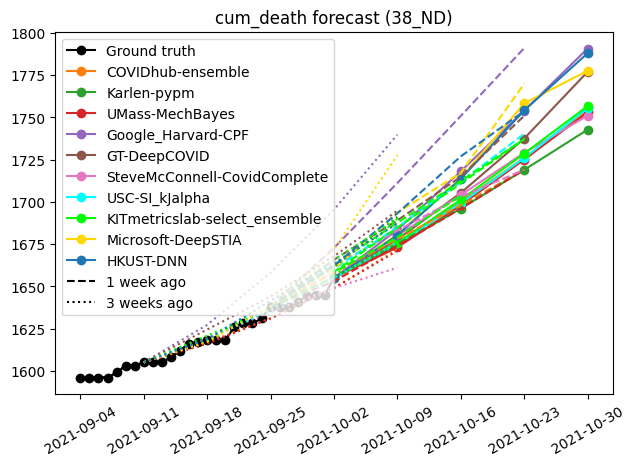 cum_death forecast (38_ND)
1800
1775
1750
1725
1700
1675
1650
1625
1600
Ground truth
COVIDhub-ensemble
Karlen-pypm
UMass-MechBayes
Google_Harvard-CPF
GT-DeepCOVID
SteveMcConnell-CovidComplete
USC-SI_kJalpha
KITmetricslab-select_ensemble
Microsoft-DeepSTIA
HKUST-DNN
1 week ago
3 weeks ago
2021-09-04
2021-09-11
2021-09-18
2021-09-25
2021-10-02
2021-10-09
2021-10-16
2021-10-23
2021-10-30